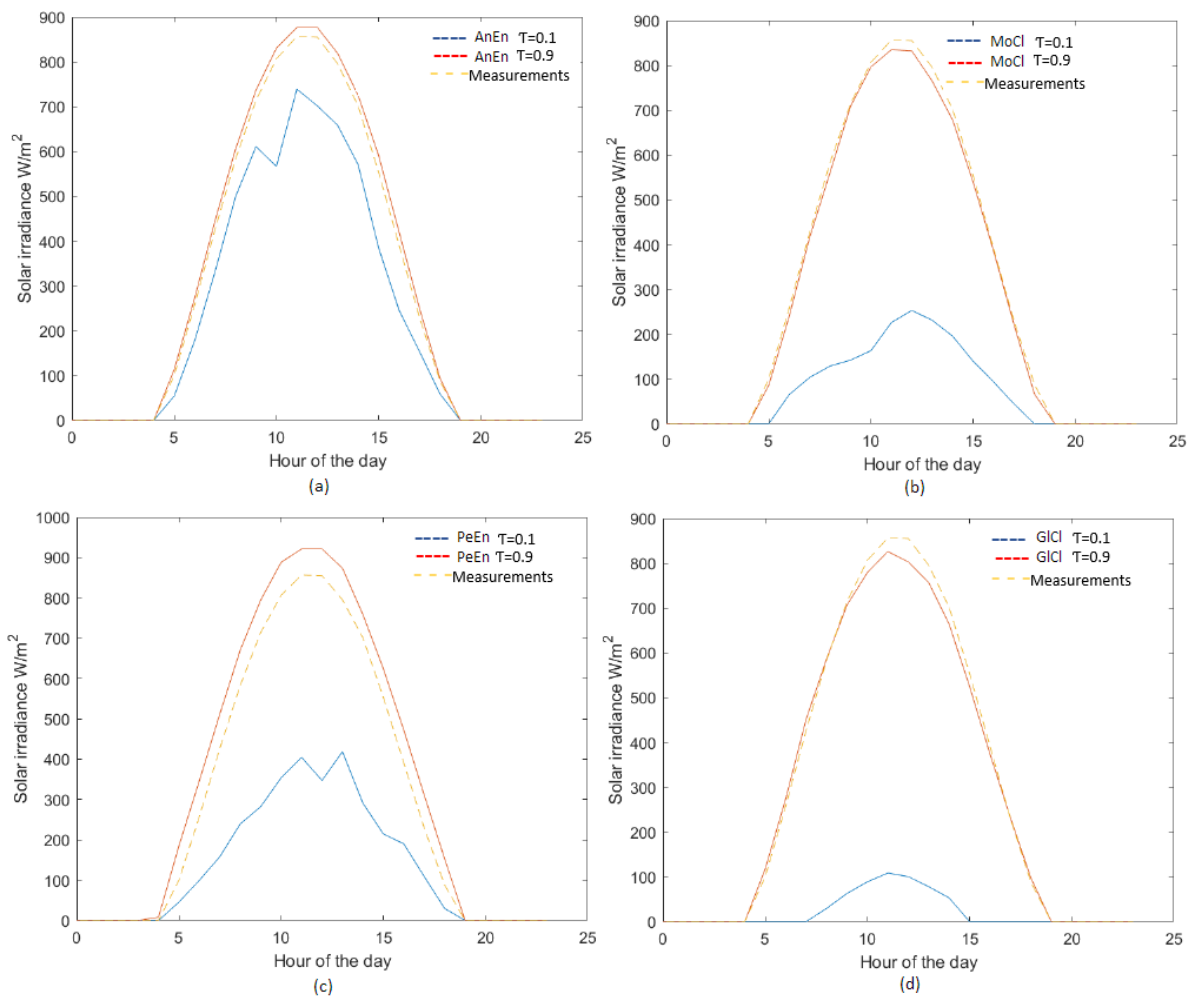 900
800
700
600
500
400
300
200
100
0
Solar irradiance W/m²
AnEn T=0.1
AnEn T=0.9
Measurements
0 5 10 15 20 25
Hour of the day
(a)
900
800
700
600
500
400
300
200
100
0
Solar irradiance W/m²
MoCl T=0.1
MoCl T=0.9
Measurements
0 5 10 15 20 25
Hour of the day
(b)
1000
900
800
700
600
500
400
300
200
100
0
Solar irradiance W/m²
PeEn T=0.1
PeEn T=0.9
Measurements
0 5 10 15 20 25
Hour of the day
(c)
900
800
700
600
500
400
300
200
100
0
Solar irradiance W/m²
GlCl T=0.1
GlCl T=0.9
Measurements
0 5 10 15 20 25
Hour of the day
(d)